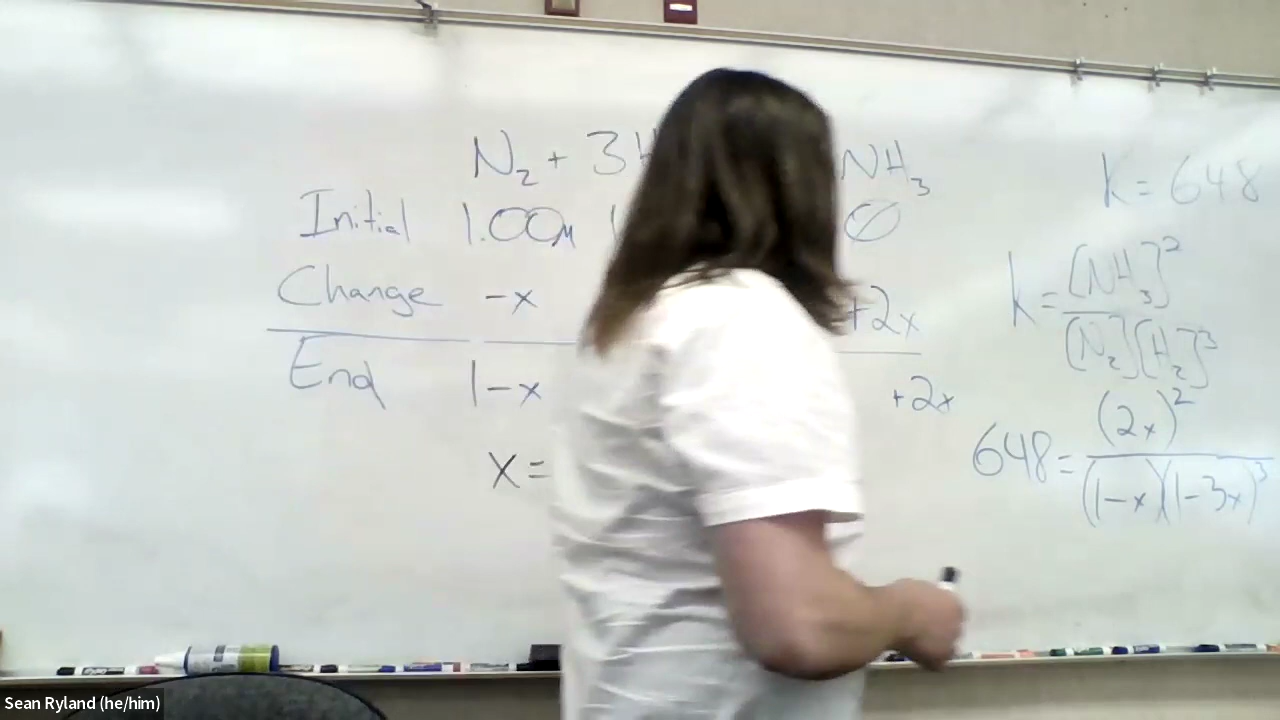 N₂ + 3H NH₃
Initial 1.00M 1 ∅
Change -x +2x
End 1-x +2x
x=
k=648
k= [NH₃]²
[N₂][H₂]³
648= (2x)²
(1-x)(1-3x)³
Sean Ryland (he/him)